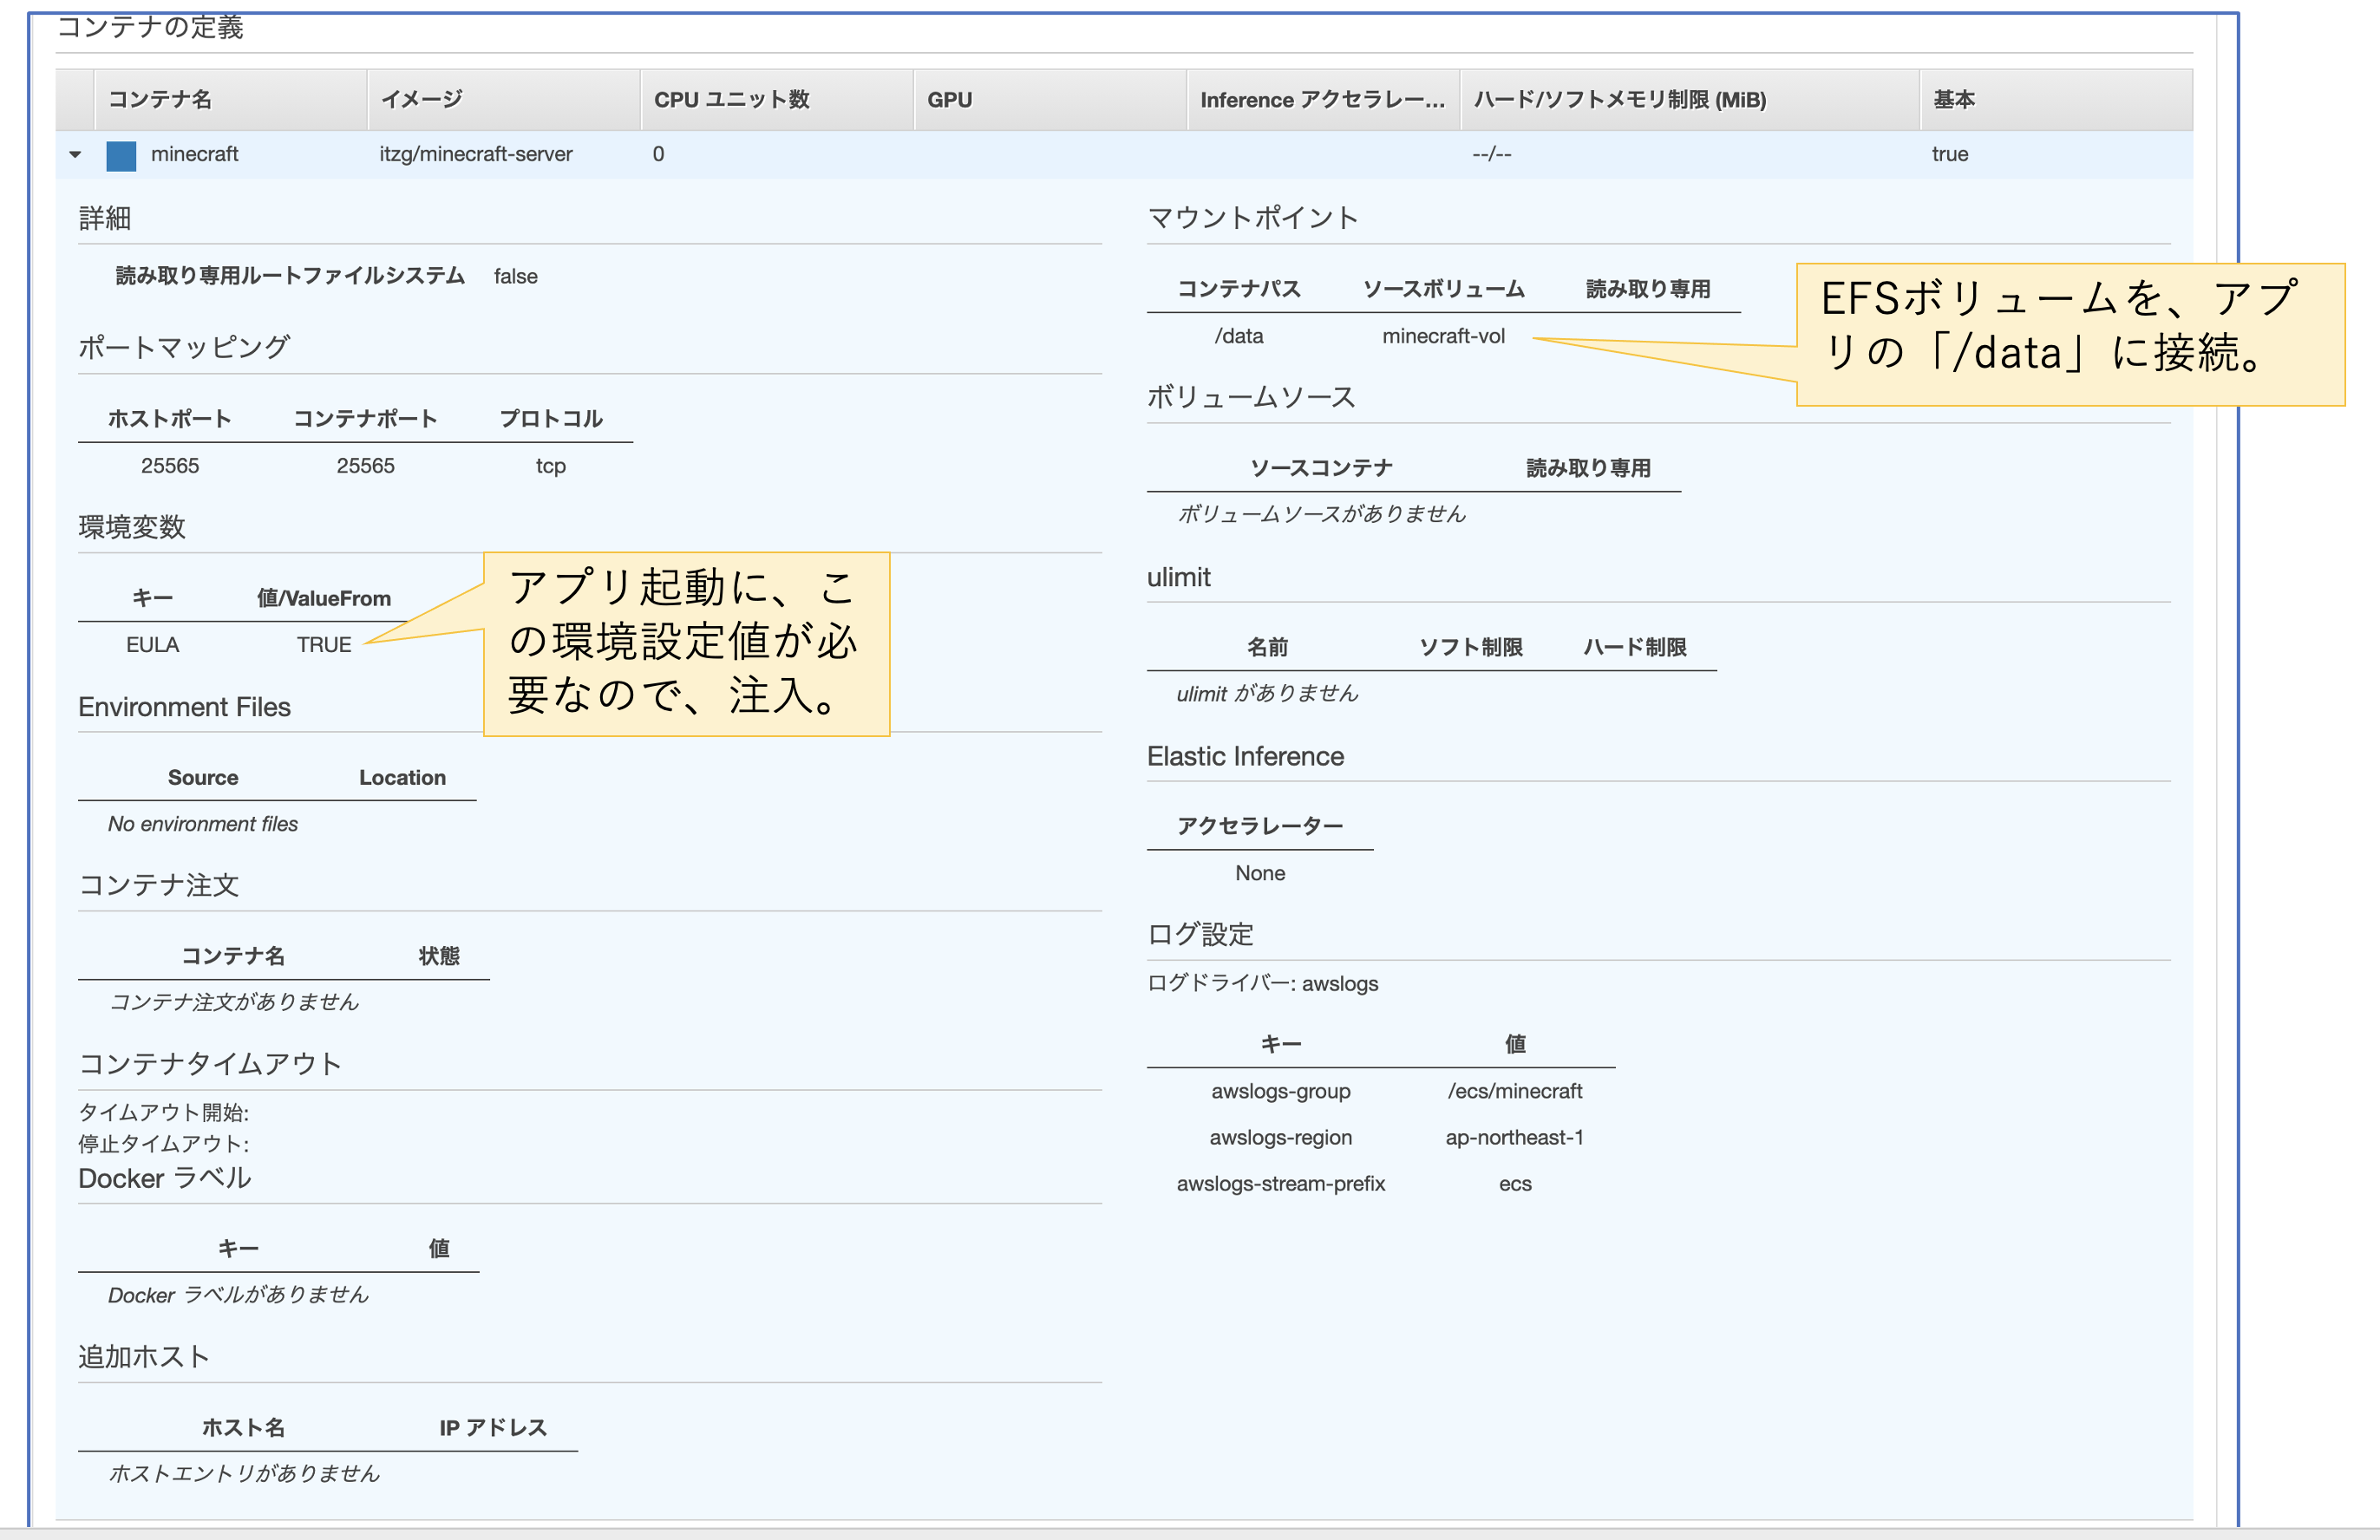 コンテナの定義
コンテナ名 イメージ CPU ユニット数 GPU Inference アクセラレー... ハード/ソフトメモリ制限 (MiB) 基本
minecraft itzg/minecraft-server 0 --/-- true
詳細
読み取り専用ルートファイルシステム false
ポートマッピング
ホストポート コンテナポート プロトコル
25565 25565 tcp
環境変数
キー 値/ValueFrom
EULA TRUE
アプリ起動に、こ
の環境設定値が必
要なので、注入。
Environment Files
Source Location
No environment files
コンテナ注文
コンテナ名 状態
コンテナ注文がありません
コンテナタイムアウト
タイムアウト開始:
停止タイムアウト:
Docker ラベル
キー 値
Docker ラベルがありません
追加ホスト
ホスト名 IP アドレス
ホストエントリがありません
マウントポイント
コンテナパス ソースボリューム 読み取り専用
/data minecraft-vol
EFSボリュームを、アプ
リの「/data」に接続。
ボリュームソース
ソースコンテナ 読み取り専用
ボリュームソースがありません
ulimit
名前 ソフト制限 ハード制限
ulimit がありません
Elastic Inference
アクセラレーター
None
ログ設定
ログドライバー: awslogs
キー 値
awslogs-group /ecs/minecraft
awslogs-region ap-northeast-1
awslogs-stream-prefix ecs